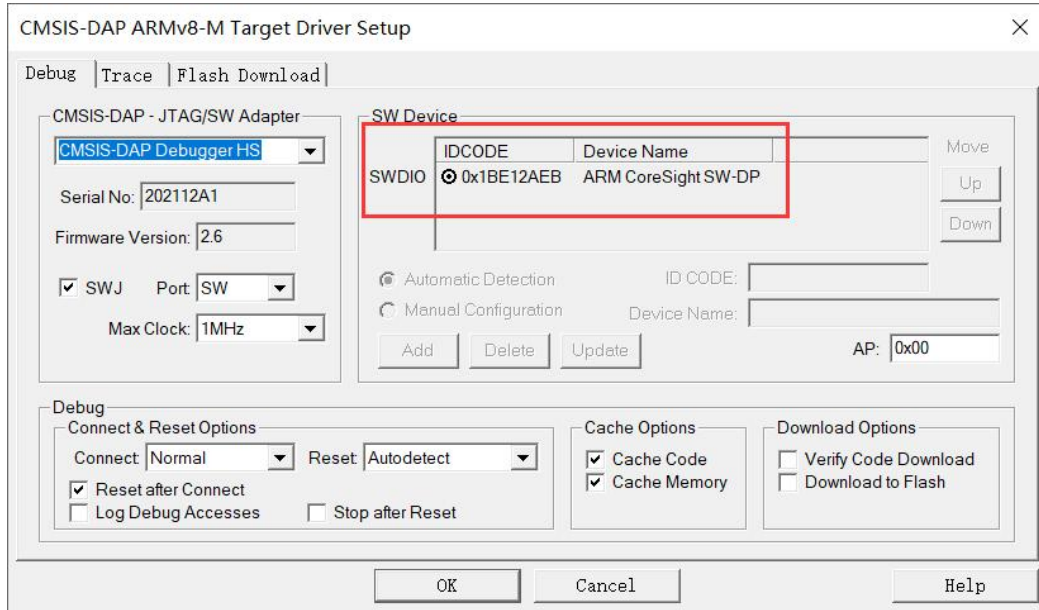 CMSIS-DAP ARMv8-M Target Driver Setup
Debug Trace Flash Download
CMSIS-DAP - JTAG/SW Adapter
CMSIS-DAP Debugger HS
Serial No: 202112A1
Firmware Version: 2.6
SWJ Port: SW
Max Clock: 1MHz
SW Device
IDCODE Device Name Move
SWDIO 0x1BE12AEB ARM CoreSight SW-DP Up
Down
Automatic Detection ID CODE:
Manual Configuration Device Name:
Add Delete Update AP: 0x00
Debug
Connect & Reset Options
Connect: Normal Reset: Autodetect
Reset after Connect
Log Debug Accesses Stop after Reset
Cache Options
Cache Code
Cache Memory
Download Options
Verify Code Download
Download to Flash
OK Cancel Help